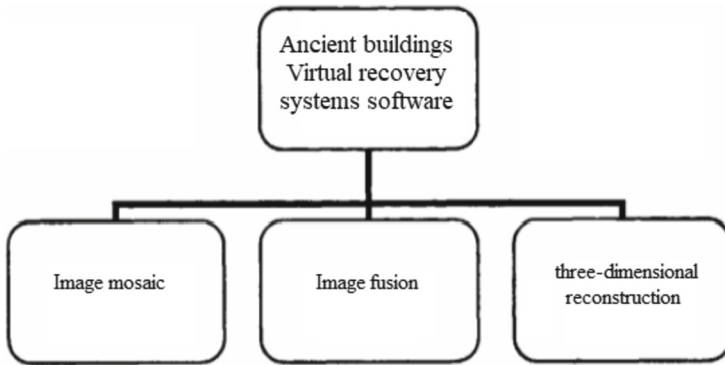 Ancient buildings
Virtual recovery
systems software
Image mosaic
Image fusion
three-dimensional
reconstruction